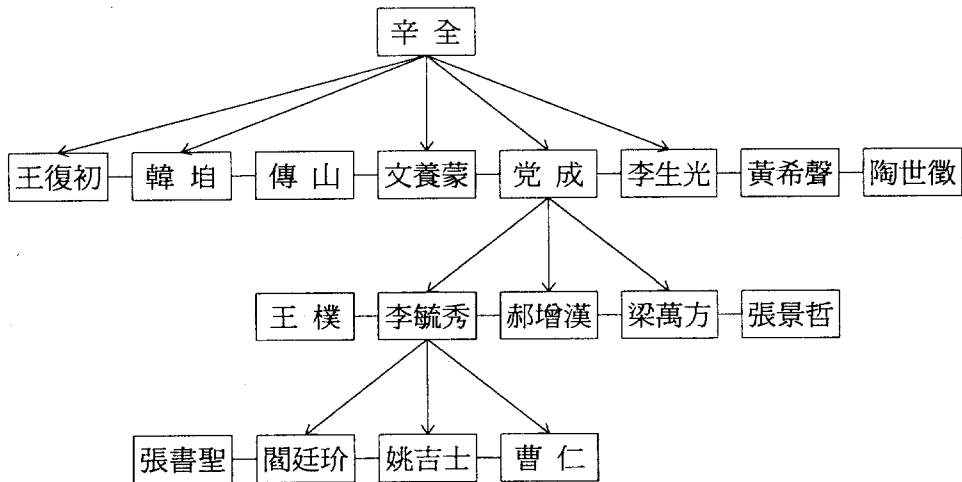 辛全
王復初 韓垍 傳山 文養蒙 党成 李生光 黃希聲 陶世徵
王樸 李毓秀 郝增漢 梁萬方 張景哲
張書聖 閻廷玠 姚吉士 曹仁